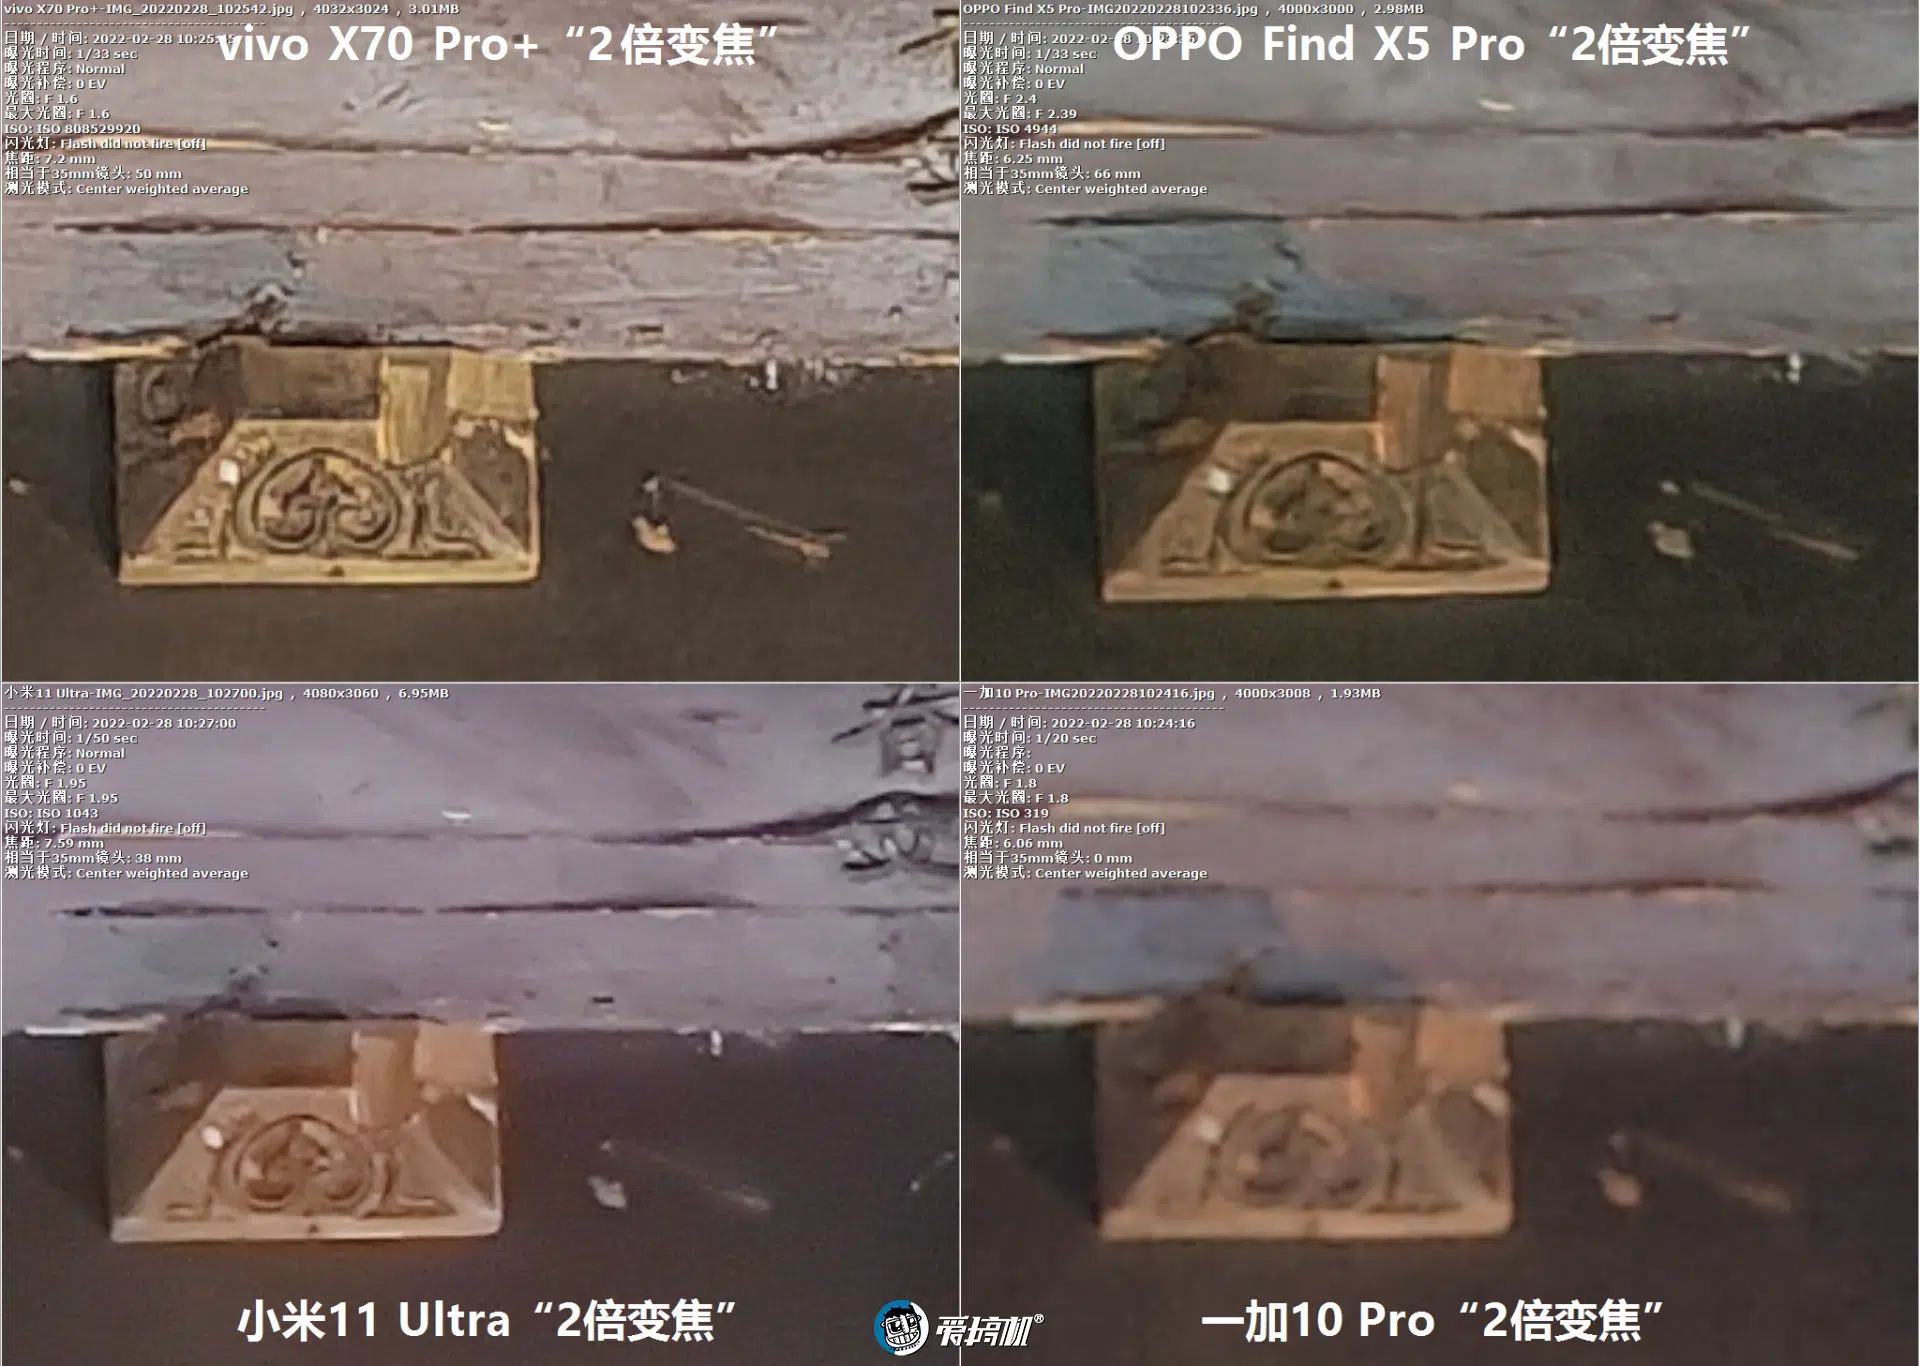 vivo X70 Pro+-IMG_20220228_102542.jpg , 4032x3024 , 3.01MB
vivo X70 Pro+ “2倍变焦”
日期 / 时间: 2022-02-28 10:25
曝光时间: 1/33 sec
曝光程序: Normal
曝光补偿: 0 EV
光圈: F 1.6
最大光圈: F 1.6
ISO: ISO 808529920
闪光灯: Flash did not fire [off]
焦距: 7.2 mm
相当于35mm镜头: 50 mm
测光模式: Center weighted average
OPPO Find X5 Pro-IMG20220228102336.jpg , 4000x3000 , 2.98MB
OPPO Find X5 Pro “2倍变焦”
日期 / 时间: 2022-02-
曝光时间: 1/33 sec
曝光程序: Normal
曝光补偿: 0 EV
光圈: F 2.4
最大光圈: F 2.39
ISO: ISO 4944
闪光灯: Flash did not fire [off]
焦距: 6.25 mm
相当于35mm镜头: 66 mm
测光模式: Center weighted average
小米11 Ultra-IMG_20220228_102700.jpg , 4080x3060 , 6.95MB
日期 / 时间: 2022-02-28 10:27:00
曝光时间: 1/50 sec
曝光程序: Normal
曝光补偿: 0 EV
光圈: F 1.95
最大光圈: F 1.95
ISO: ISO 1043
闪光灯: Flash did not fire [off]
焦距: 7.59 mm
相当于35mm镜头: 38 mm
测光模式: Center weighted average
小米11 Ultra “2倍变焦”
一加10 Pro-IMG20220228102416.jpg , 4000x3008 , 1.93MB
日期 / 时间: 2022-02-28 10:24:16
曝光时间: 1/20 sec
曝光程序:
曝光补偿: 0 EV
光圈: F 1.8
最大光圈: F 1.8
ISO: ISO 319
闪光灯: Flash did not fire [off]
焦距: 6.06 mm
相当于35mm镜头: 0 mm
测光模式: Center weighted average
一加10 Pro “2倍变焦”
爱搞机®